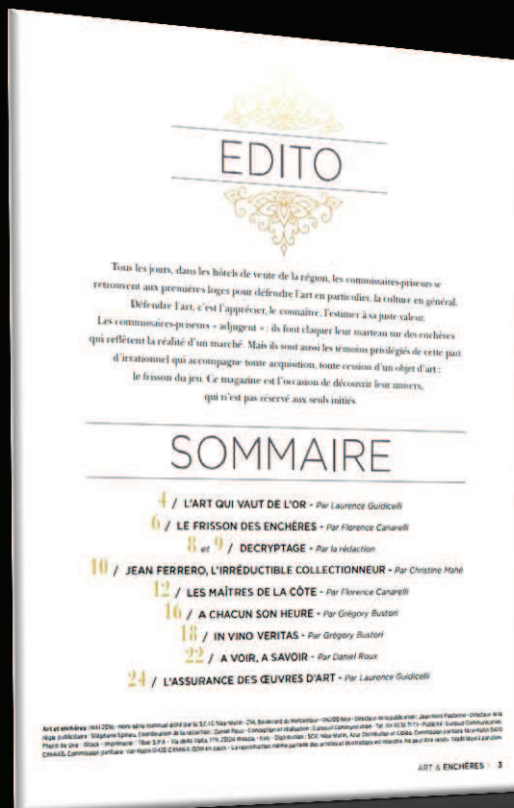 EDITO
Tous les jours, dans les hôtels de vente de la région, les commissaires-priseurs se
retrouvent aux premières loges pour défendre l'art en particulier, la culture en général.
Défendre l'art, c'est l'apprécier, le connaître, l'estimer à sa juste valeur.
Les commissaires-priseurs « adjugent » : ils font claquer leur marteau sur des enchères
qui reflètent la réalité d'un marché. Mais ils sont aussi les témoins privilégiés de cette part
d'irrationnel qui accompagne toute acquisition, toute cession d'un objet d'art :
le frisson du jeu. Ce magazine est l'occasion de découvrir leur univers,
qui n'est pas réservé aux seuls initiés
SOMMAIRE
4 / L'ART QUI VAUT DE L'OR - Par Laurence Guidicelli
6 / LE FRISSON DES ENCHÈRES - Par Florence Canarelli
8 et 9 / DECRYPTAGE - Par la rédaction
10 / JEAN FERRERO, L'IRRÉDUCTIBLE COLLECTIONNEUR - Par Christine Mahé
12 / LES MAÎTRES DE LA CÔTE - Par Florence Canarelli
16 / A CHACUN SON HEURE - Par Grégory Bustori
18 / IN VINO VERITAS - Par Grégory Bustori
22 / A VOIR, A SAVOIR - Par Daniel Roux
24 / L'ASSURANCE DES ŒUVRES D'ART - Par Laurence Guidicelli
Art et enchères
ART & ENCHÈRES 3